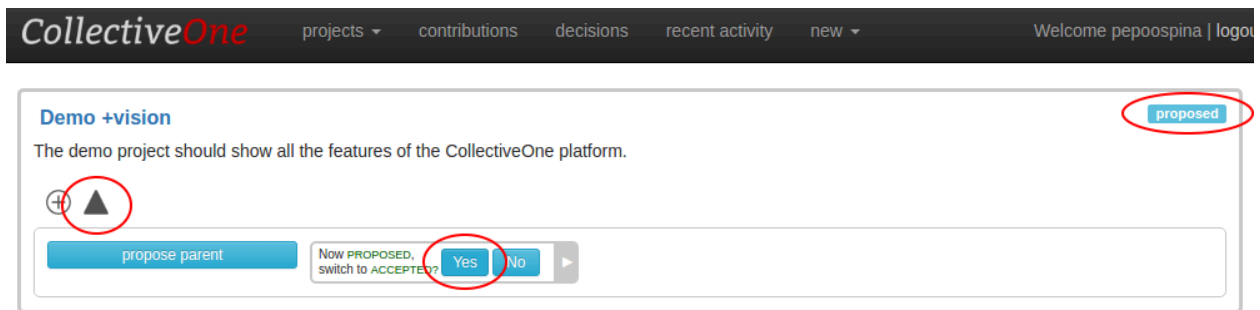 CollectiveOne projects contributions decisions recent activity new Welcome pepoospina | logou
Demo +vision proposed
The demo project should show all the features of the CollectiveOne platform.
propose parent
Now PROPOSED,
switch to ACCEPTED? Yes No